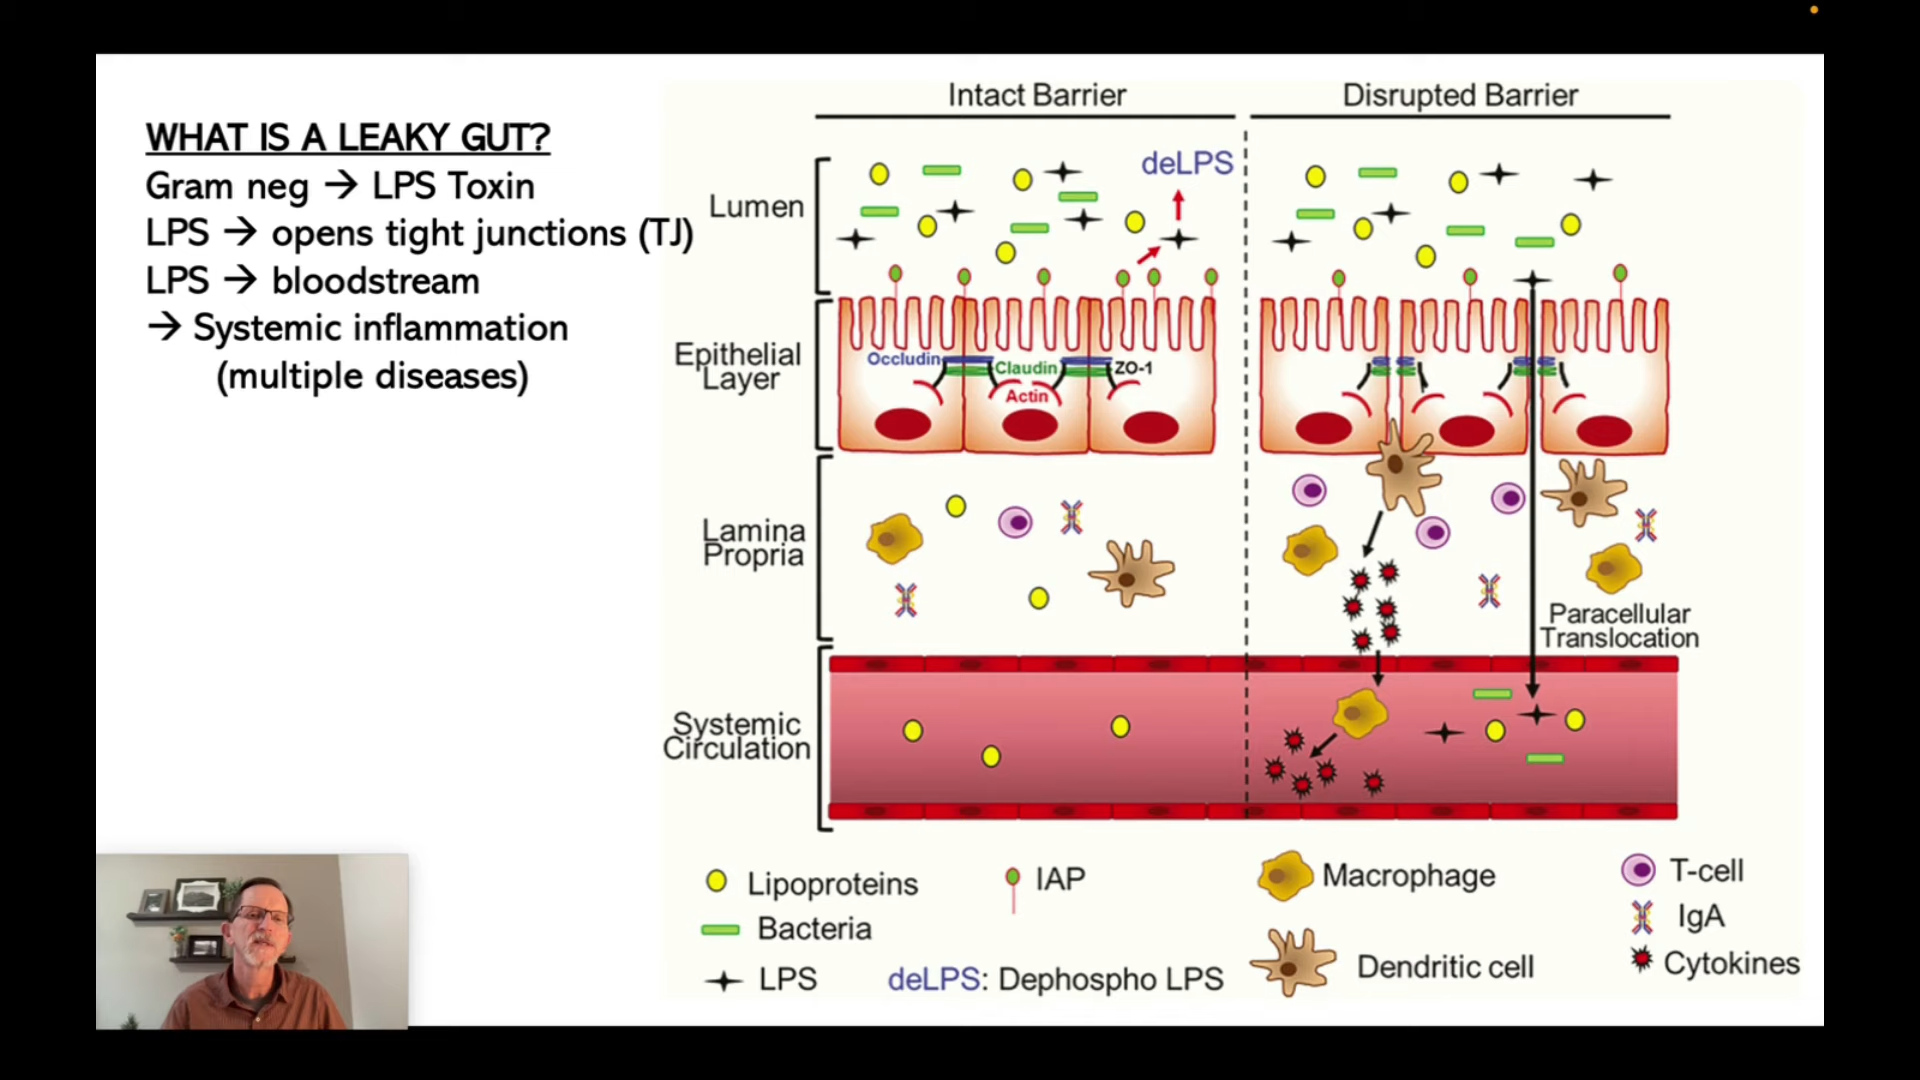 WHAT IS A LEAKY GUT?
Gram neg → LPS Toxin
LPS → opens tight junctions (TJ)
LPS → bloodstream
→ Systemic inflammation
(multiple diseases)
Intact Barrier
Disrupted Barrier
Lumen
deLPS
Epithelial
Layer
Occludin
Claudin
ZO-1
Actin
Lamina
Propria
Paracellular
Translocation
Systemic
Circulation
Lipoproteins
IAP
Macrophage
T-cell
Bacteria
IgA
LPS
deLPS: Dephospho LPS
Dendritic cell
Cytokines